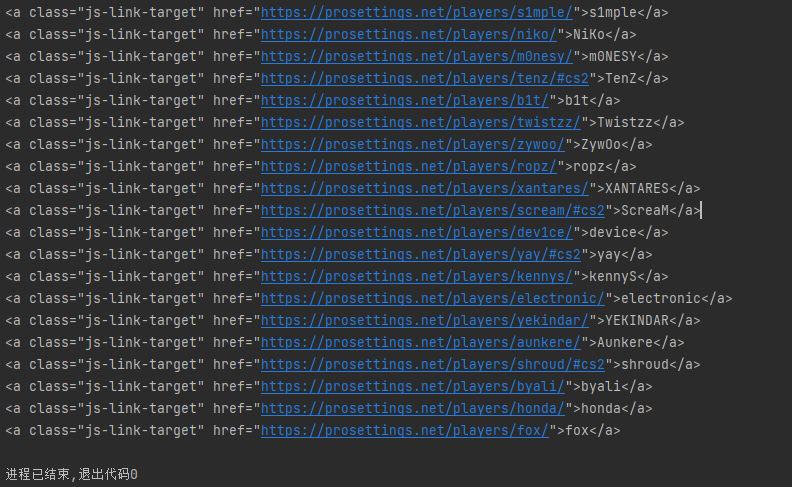 <a class="js-link-target" href="https://prosettings.net/players/s1mple/">s1mple</a>
<a class="js-link-target" href="https://prosettings.net/players/niko/">NiKo</a>
<a class="js-link-target" href="https://prosettings.net/players/m0nesy/">m0NESY</a>
<a class="js-link-target" href="https://prosettings.net/players/tenz/#cs2">TenZ</a>
<a class="js-link-target" href="https://prosettings.net/players/b1t/">b1t</a>
<a class="js-link-target" href="https://prosettings.net/players/twistzz/">Twistzz</a>
<a class="js-link-target" href="https://prosettings.net/players/zywoo/">ZywOo</a>
<a class="js-link-target" href="https://prosettings.net/players/ropz/">ropz</a>
<a class="js-link-target" href="https://prosettings.net/players/xantares/">XANTARES</a>
<a class="js-link-target" href="https://prosettings.net/players/scream/#cs2">ScreaM</a>
<a class="js-link-target" href="https://prosettings.net/players/dev1ce/">device</a>
<a class="js-link-target" href="https://prosettings.net/players/yay/#cs2">yay</a>
<a class="js-link-target" href="https://prosettings.net/players/kennys/">kennyS</a>
<a class="js-link-target" href="https://prosettings.net/players/electronic/">electronic</a>
<a class="js-link-target" href="https://prosettings.net/players/yekindar/">YEKINDAR</a>
<a class="js-link-target" href="https://prosettings.net/players/aunkere/">Aunkere</a>
<a class="js-link-target" href="https://prosettings.net/players/shroud/#cs2">shroud</a>
<a class="js-link-target" href="https://prosettings.net/players/byali/">byali</a>
<a class="js-link-target" href="https://prosettings.net/players/honda/">honda</a>
<a class="js-link-target" href="https://prosettings.net/players/fox/">fox</a>
进程已结束,退出代码0